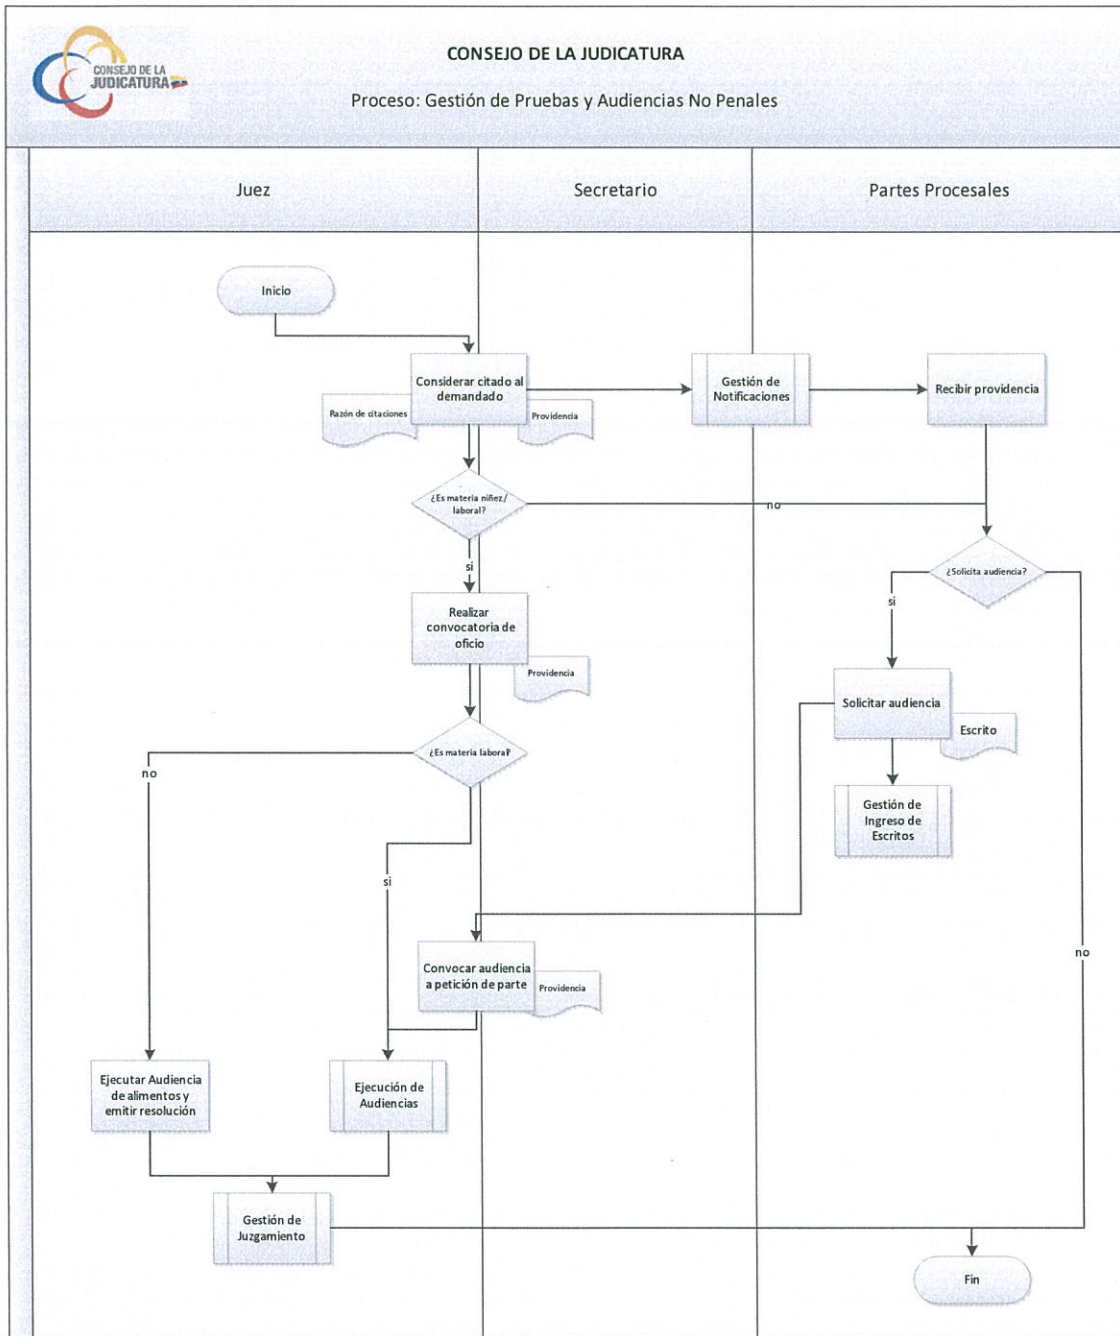 CONSEJO DE LA
JUDICATURA
CONSEJO DE LA JUDICATURA
Proceso: Gestión de Pruebas y Audiencias No Penales
Juez
Secretario
Partes Procesales
Inicio
Considerar citado al
demandado
Razón de citaciones
Providencia
Gestión de
Notificaciones
Recibir providencia
¿Es materia niñez/
laboral?
no
¿Solicita audiencia?
si
si
Realizar
convocatoria de
oficio
Providencia
Solicitar audiencia
Escrito
¿Es materia laboral?
no
Gestión de
Ingreso de
Escritos
si
no
Convocar audiencia
a petición de parte
Providencia
Ejecutar Audiencia
de alimentos y
emitir resolución
Ejecución de
Audiencias
Gestión de
Juzgamiento
Fin